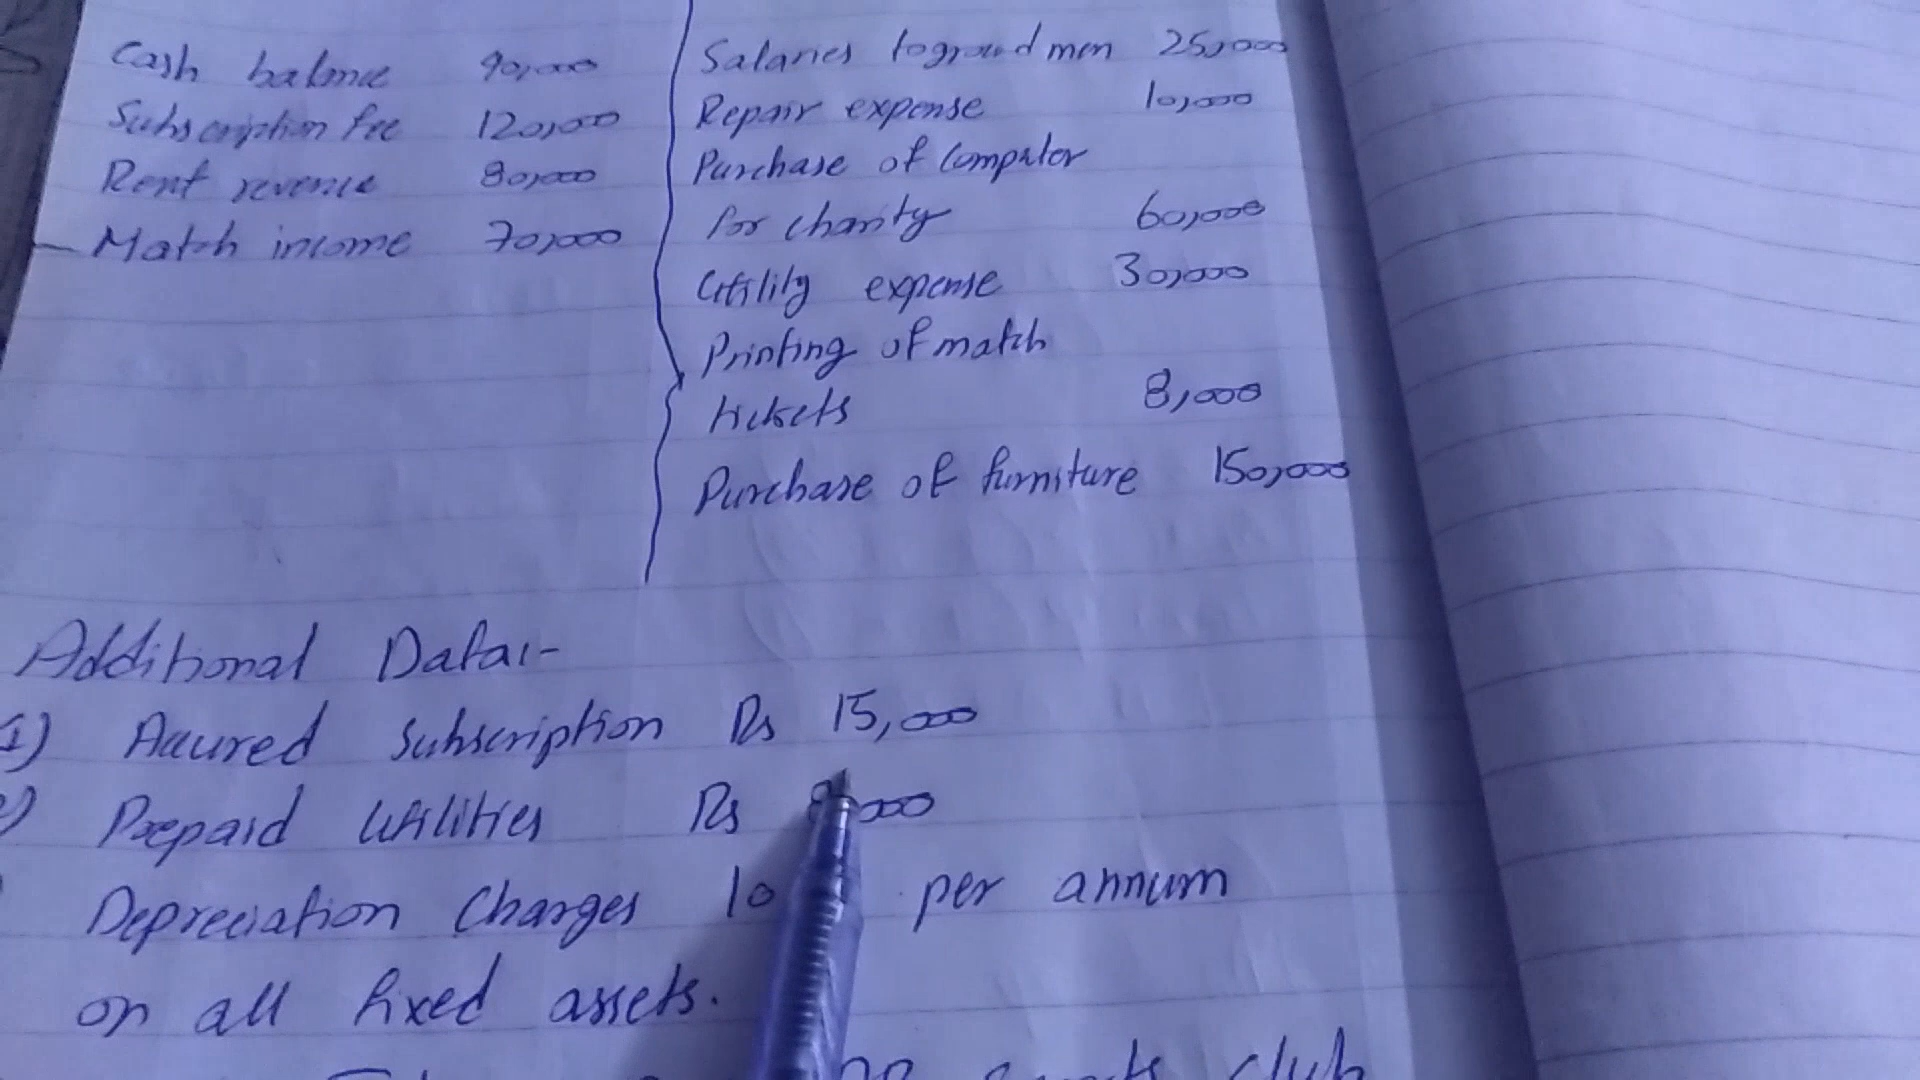 Cash balance 90,000
Subscription fee 120,000
Rent revenue 80,000
Match income 70,000
Salaries to ground men 25,000
Repair expense 10,000
Purchase of Computer
for charity 60,000
Utility expense 30,000
Printing of match
tickets 8,000
Purchase of furniture 150,000
Additional Data:-
1) Accured Subscription Rs 15,000
Prepaid Utilities Rs
Depreciation Charges 10 per annum
on all fixed assets.
club